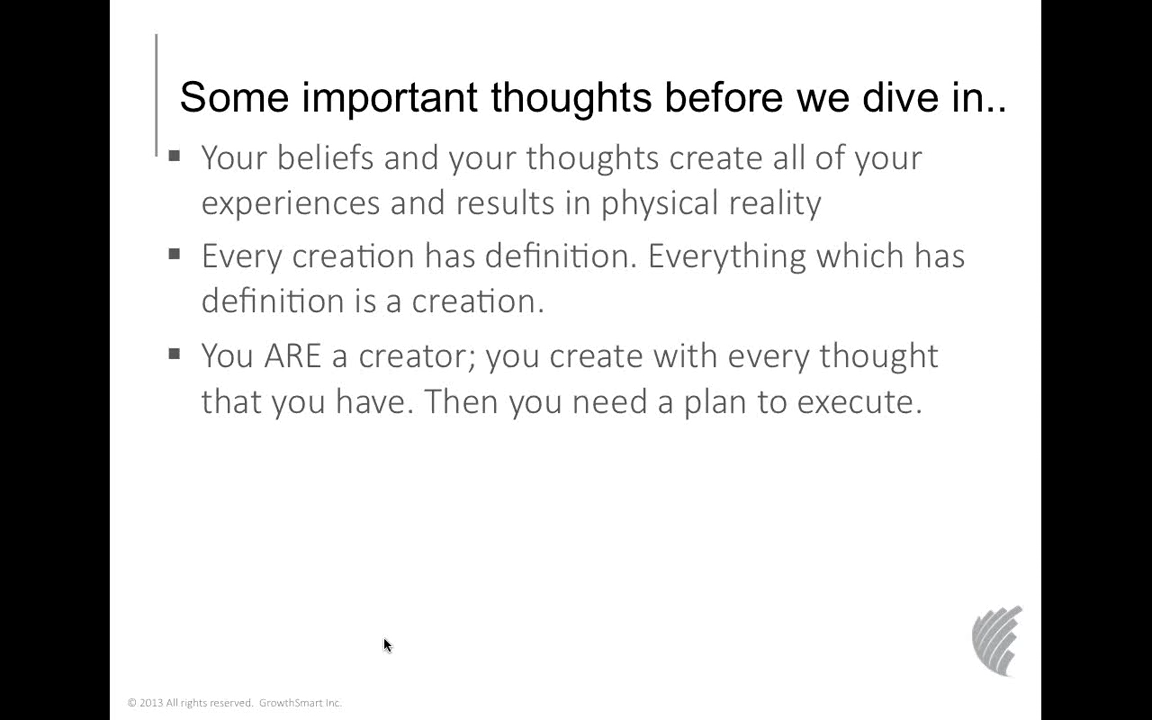 Some important thoughts before we dive in..
▪ Your beliefs and your thoughts create all of your
experiences and results in physical reality
▪ Every creation has definition. Everything which has
definition is a creation.
▪ You ARE a creator; you create with every thought
that you have. Then you need a plan to execute.
© 2013 All rights reserved. GrowthSmart Inc.